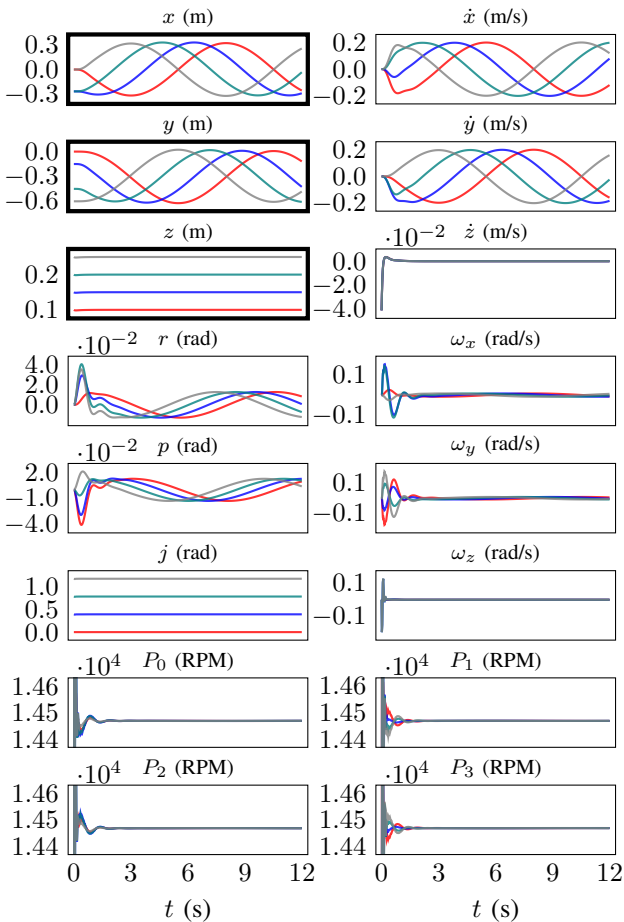 x (m) ẋ (m/s)
0.3 0.2
0.0 0.0
−0.3 −0.2
y (m) ẏ (m/s)
0.0 0.2
−0.3 0.0
−0.6 −0.2
z (m) ·10⁻² ż (m/s)
0.2 0.0
0.1 −2.0
−4.0
·10⁻² r (rad) ωₓ (rad/s)
4.0 0.1
2.0 −0.1
0.0
·10⁻² p (rad) ω_y (rad/s)
2.0 0.1
−1.0 −0.1
−4.0
j (rad) ω_z (rad/s)
1.0 0.1
0.5 −0.1
0.0
·10⁴ P₀ (RPM) ·10⁴ P₁ (RPM)
1.46 1.46
1.45 1.45
1.44 1.44
·10⁴ P₂ (RPM) ·10⁴ P₃ (RPM)
1.46 1.46
1.45 1.45
1.44 1.44
0 3 6 9 12 0 3 6 9 12
t (s) t (s)